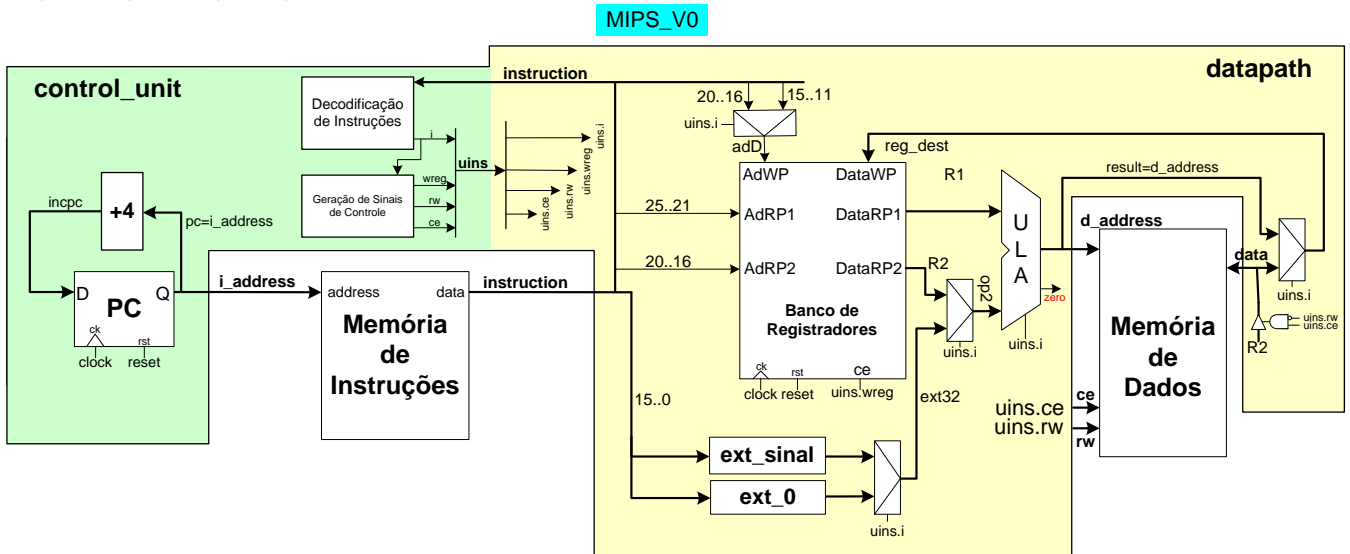 MIPS_V0
control_unit
datapath
instruction
Decodificação
de Instruções
i
uins
uins.i
uins.wreg
uins.rw
uins.ce
Geração de Sinais
de Controle
wreg
rw
ce
incpc
+4
pc=i_address
D
PC
Q
ck
rst
clock
reset
i_address
address
data
Memória
de
Instruções
instruction
20..16
15..11
uins.i
adD
reg_dest
AdWP
DataWP
R1
25..21
AdRP1
DataRP1
20..16
AdRP2
DataRP2
R2
Banco de
Registradores
ck
rst
ce
clock
reset
uins.wreg
op2
uins.i
ext32
U
L
A
zero
uins.i
result=d_address
d_address
data
uins.i
uins.rw
uins.ce
R2
Memória
de
Dados
uins.ce
ce
uins.rw
rw
15..0
ext_sinal
ext_0
uins.i